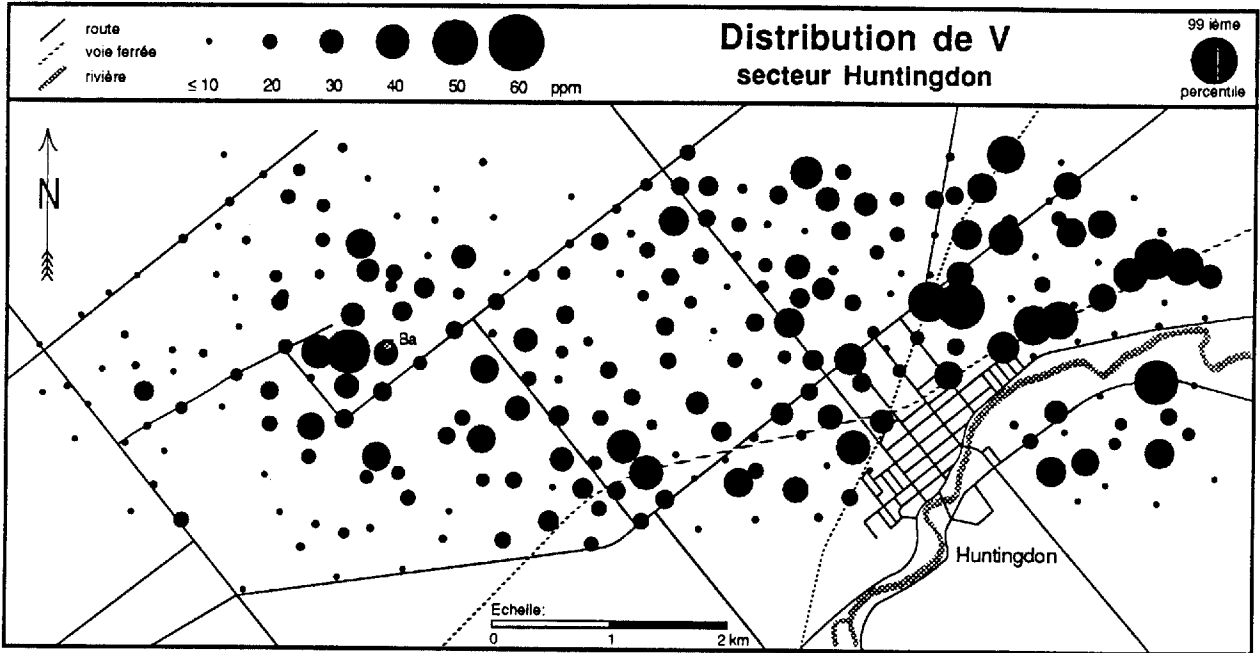 route
voie ferrée
rivière
≤ 10 20 30 40 50 60 ppm
Distribution de V
secteur Huntingdon
99 ième
percentile
N
Ba
Huntingdon
Echelle:
0 1 2 km